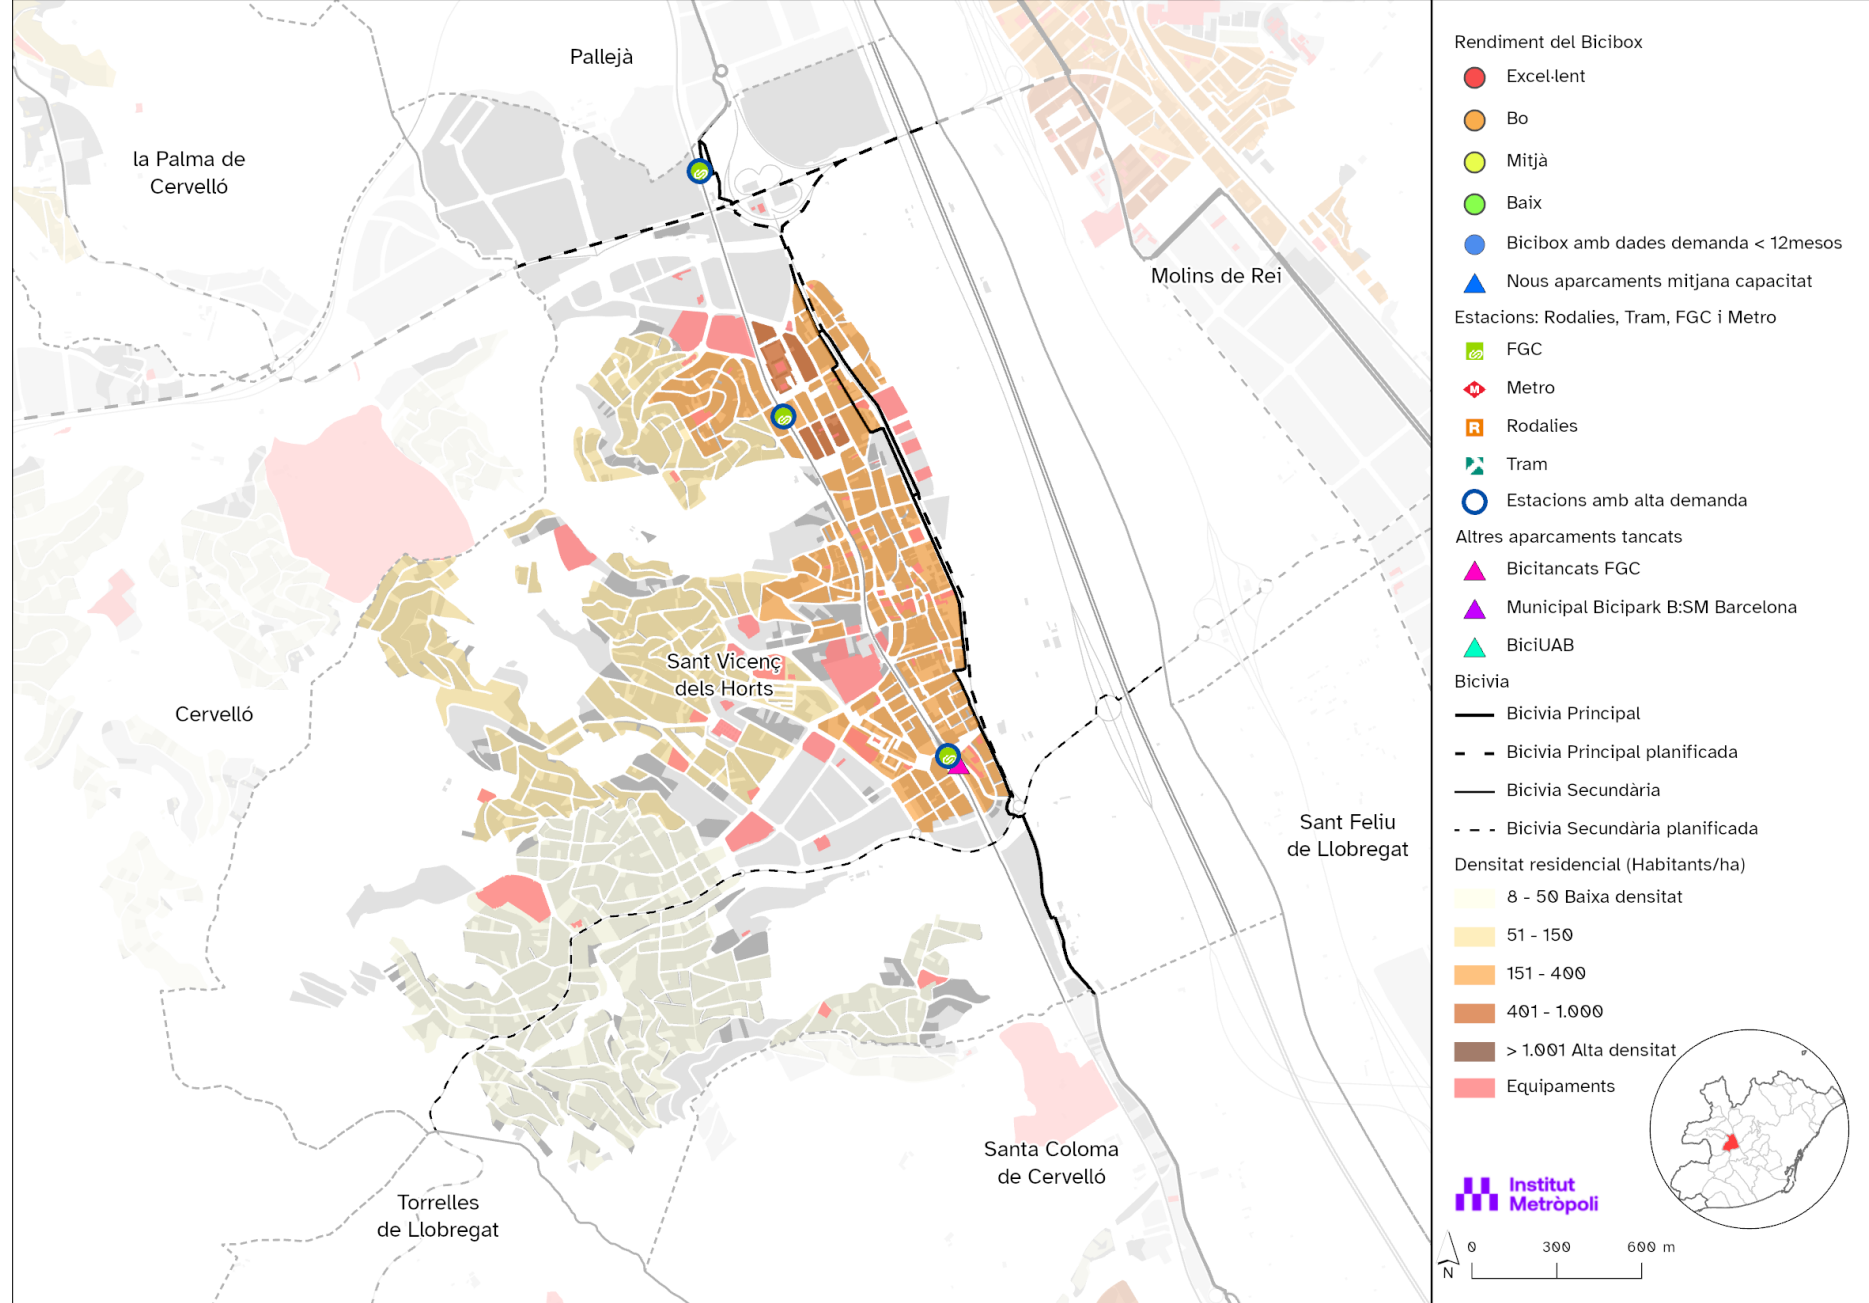 Pallejà
la Palma de
Cervelló
Molins de Rei
Sant Vicenç
dels Horts
Cervelló
Sant Feliu
de Llobregat
Santa Coloma
de Cervelló
Torrelles
de Llobregat
Rendiment del Bicibox
Excel·lent
Bo
Mitjà
Baix
Bicibox amb dades demanda < 12mesos
Nous aparcaments mitjana capacitat
Estacions: Rodalies, Tram, FGC i Metro
FGC
M Metro
R Rodalies
Tram
Estacions amb alta demanda
Altres aparcaments tancats
Bicitancats FGC
Municipal Bicipark B:SM Barcelona
BiciUAB
Bicivia
Bicivia Principal
Bicivia Principal planificada
Bicivia Secundària
Bicivia Secundària planificada
Densitat residencial (Habitants/ha)
8 - 50 Baixa densitat
51 - 150
151 - 400
401 - 1.000
> 1.001 Alta densitat
Equipaments
Institut
Metròpoli
N
0 300 600 m